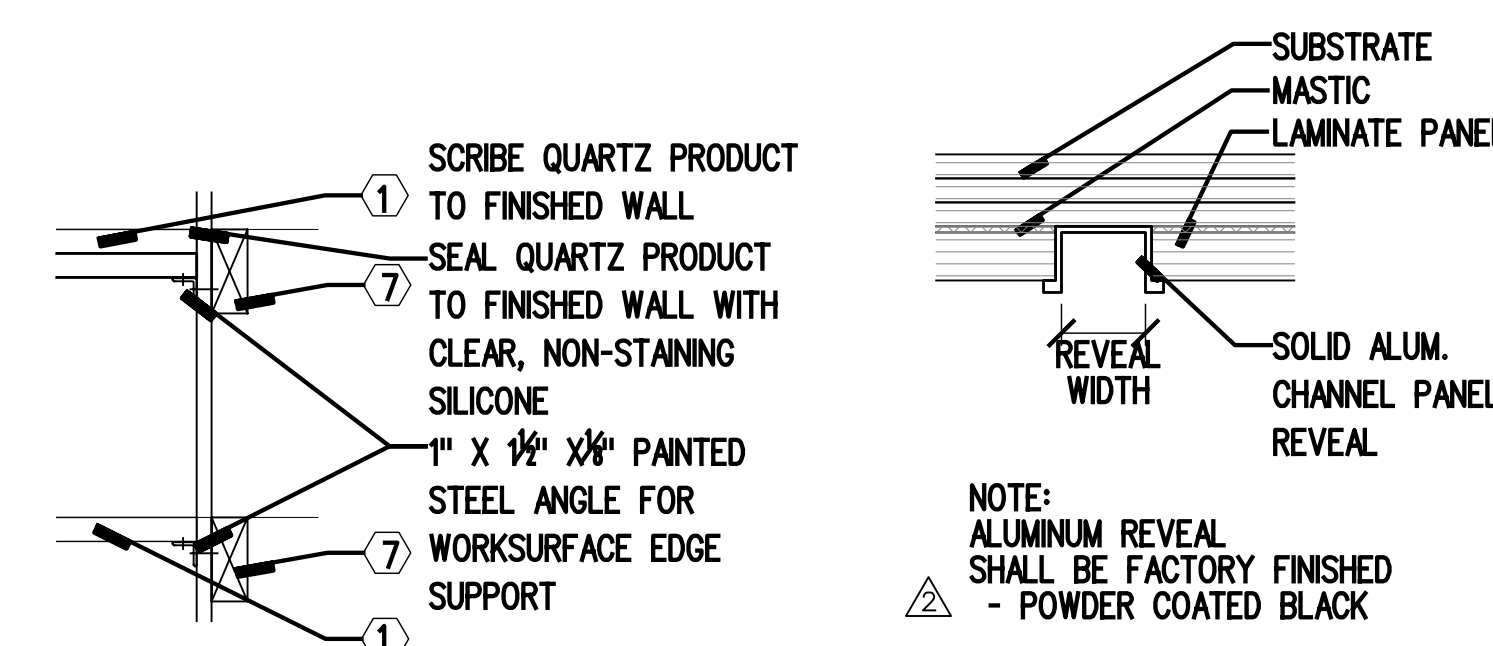 SCRIBE QUARTZ PRODUCT
TO FINISHED WALL
SEAL QUARTZ PRODUCT
TO FINISHED WALL WITH
CLEAR, NON-STAINING
SILICONE
1" X 1½" X⅛" PAINTED
STEEL ANGLE FOR
WORKSURFACE EDGE
SUPPORT
1
7
7
1
SUBSTRATE
MASTIC
LAMINATE PANEL
REVEAL
WIDTH
SOLID ALUM.
CHANNEL PANEL
REVEAL
NOTE:
ALUMINUM REVEAL
SHALL BE FACTORY FINISHED
- POWDER COATED BLACK
2